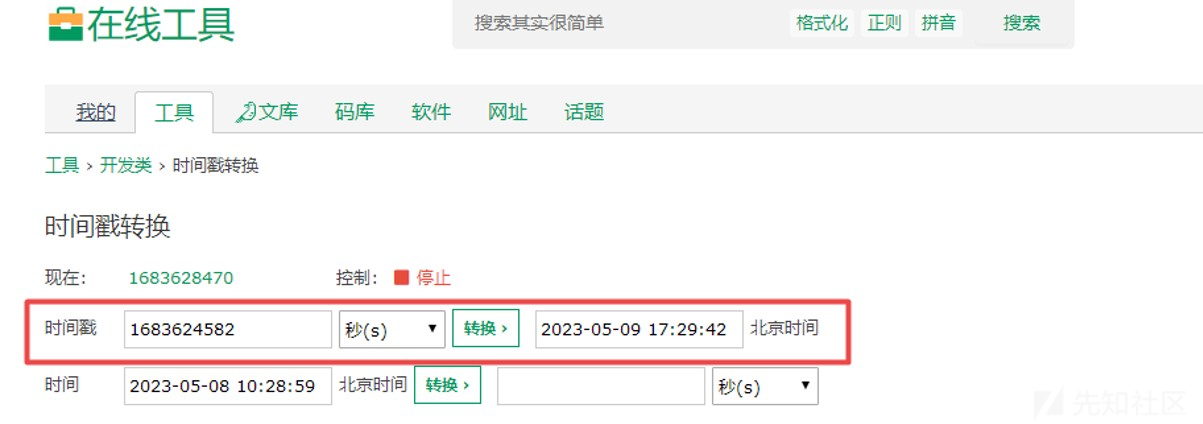 在线工具 搜索其实很简单 格式化 正则 拼音 搜索
我的 工具 文库 码库 软件 网址 话题
工具 › 开发类 › 时间戳转换
时间戳转换
现在: 1683628470 控制: 停止
时间戳 1683624582 秒(s) 转换 › 2023-05-09 17:29:42 北京时间
时间 2023-05-08 10:28:59 北京时间 转换 › 秒(s)
先知社区